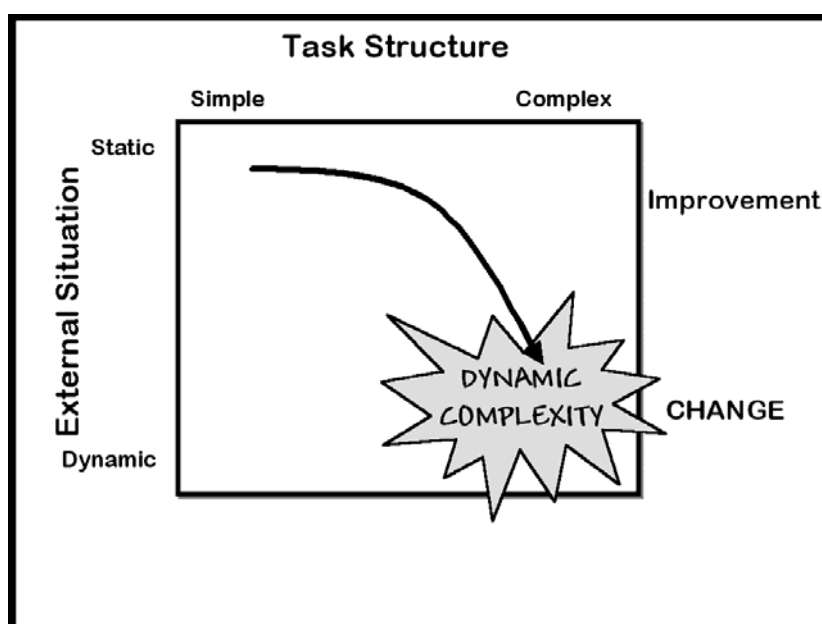 Task Structure
Simple
Complex
Static
External Situation
Improvement
DYNAMIC
COMPLEXITY
CHANGE
Dynamic